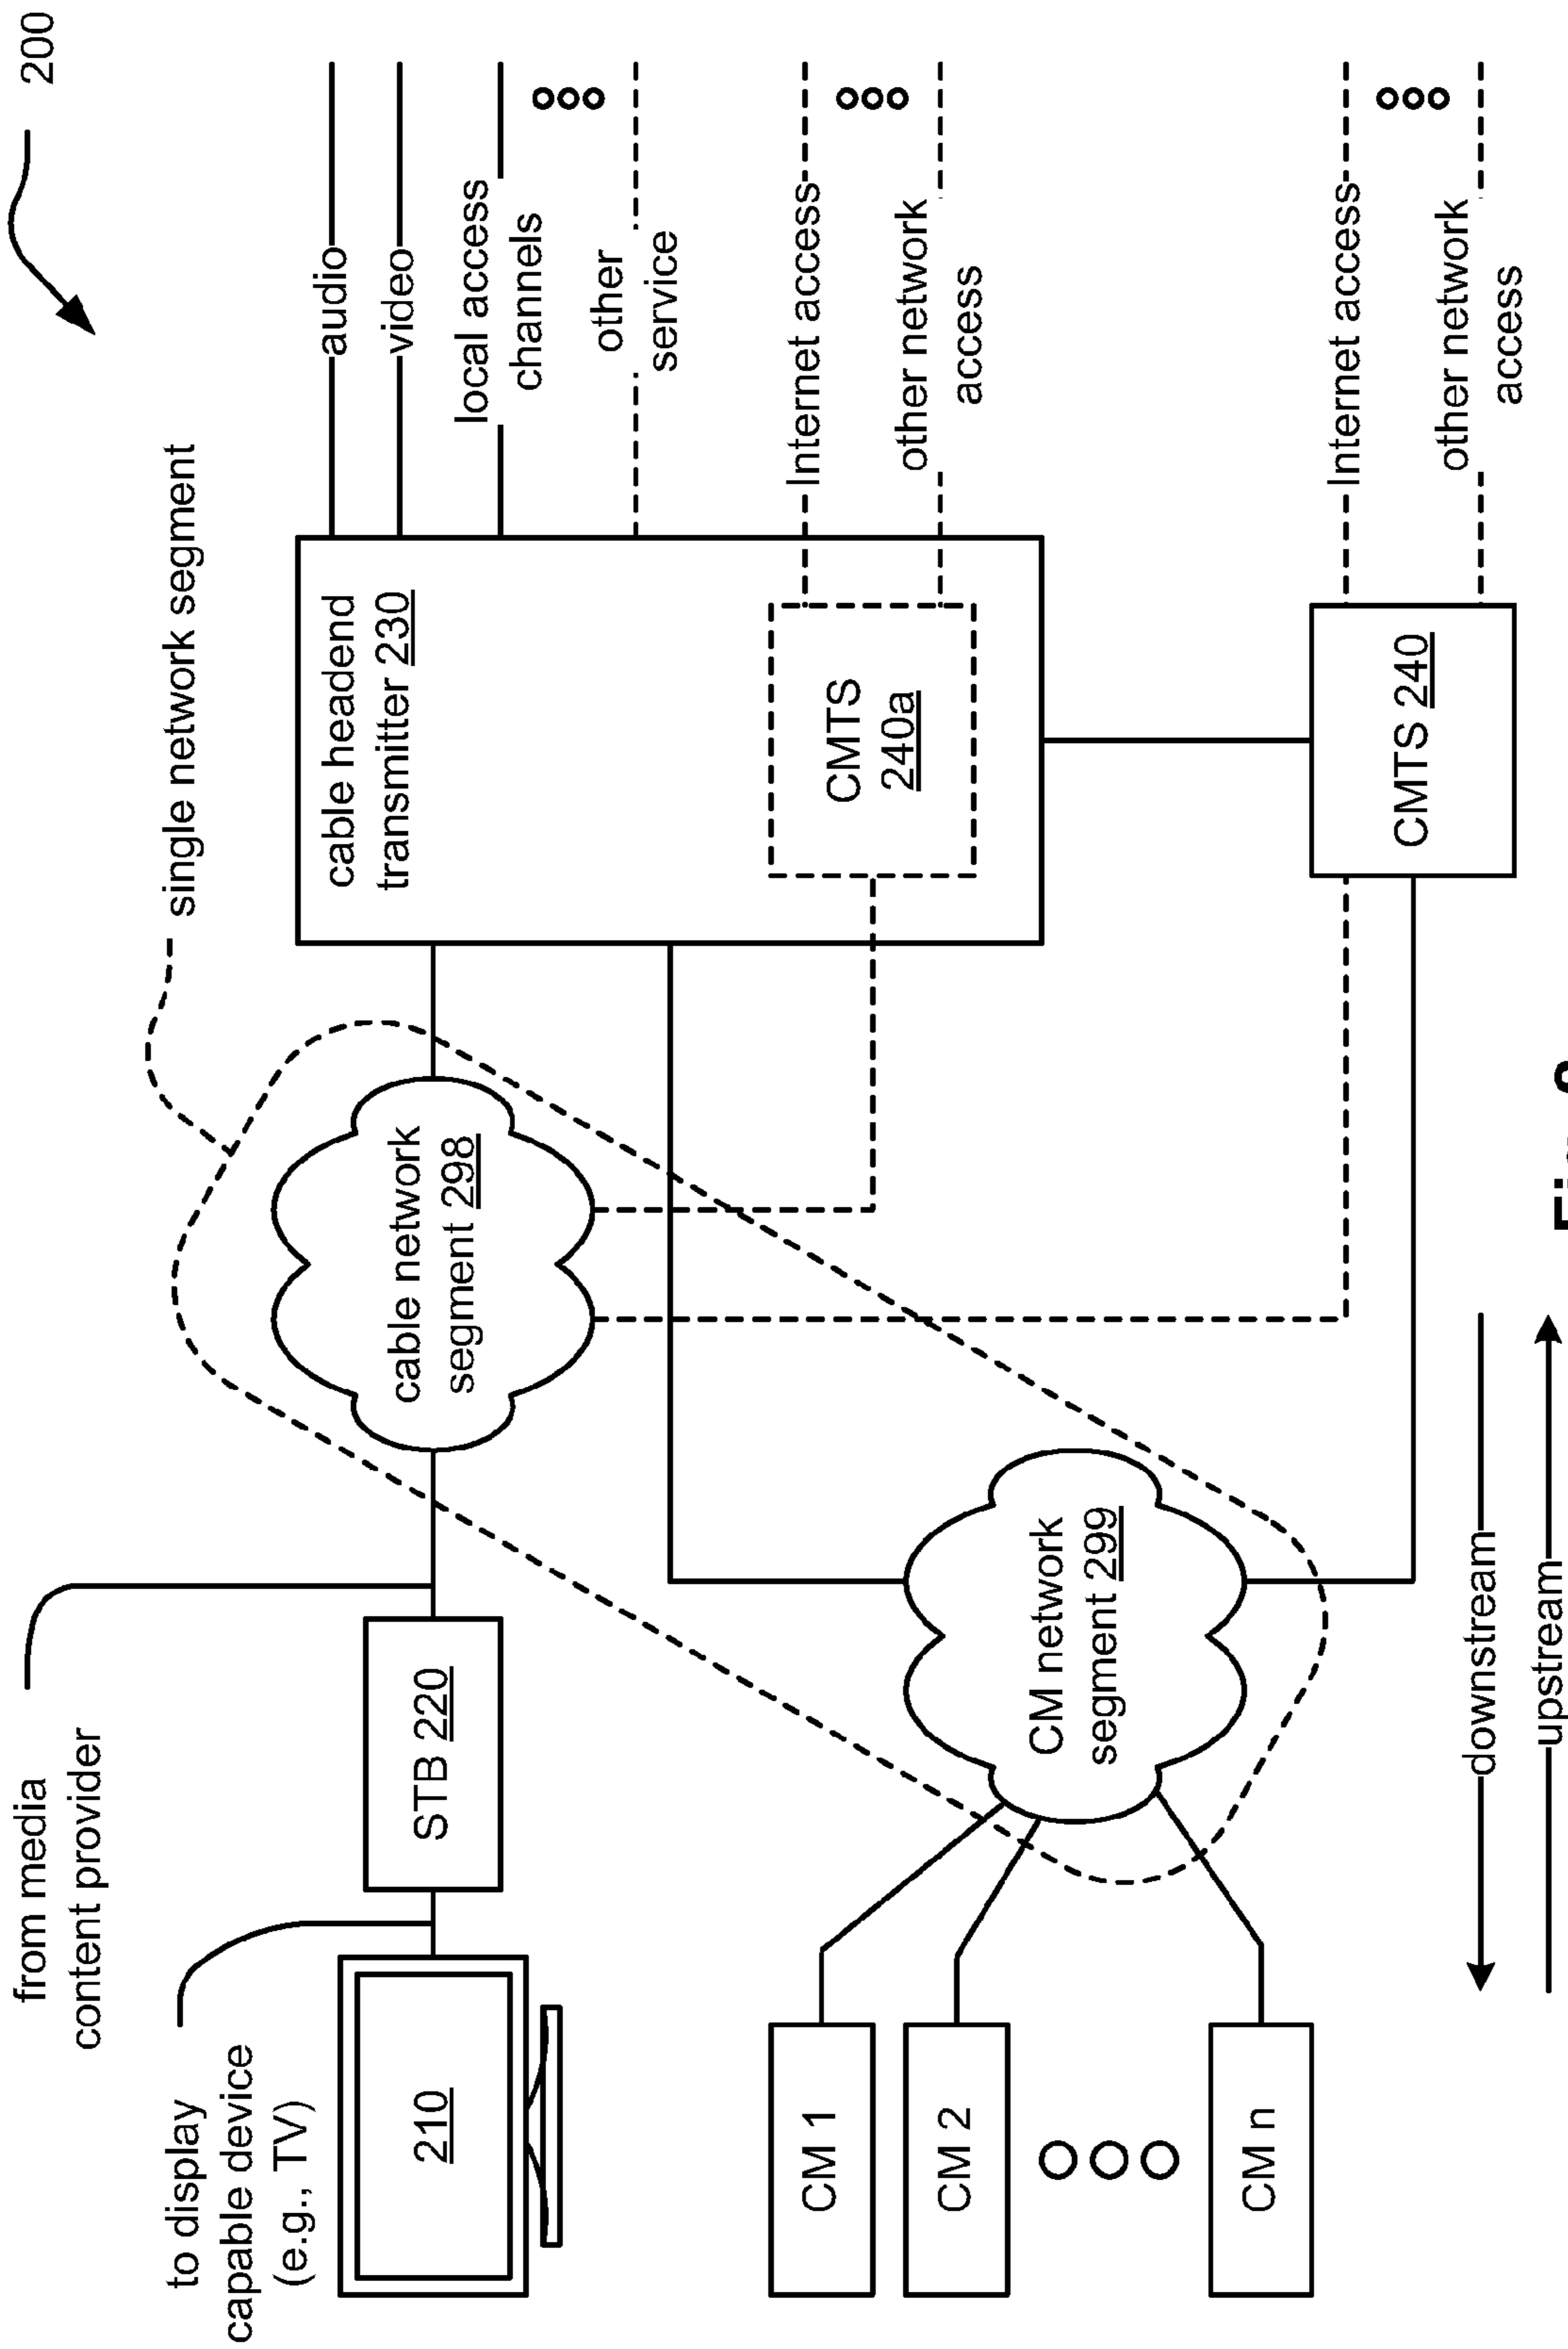 200
from media
content provider
single network segment
to display
capable device
(e.g., TV)
210
STB 220
cable network
segment 298
cable headend
transmitter 230
audio
video
local access
channels
other
service
CMTS
240a
Internet access
other network
access
CM 1
CM 2
CM n
CM network
segment 299
CMTS 240
Internet access
other network
access
downstream
upstream